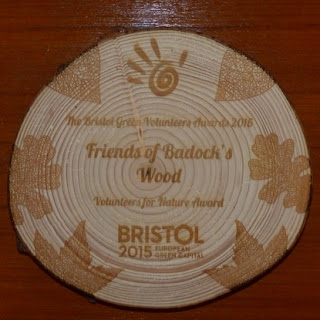 The Bristol Green Volunteers Awards 2016
Friends of Badock's
Wood
Volunteers for Nature Award
BRISTOL
2015 EUROPEAN
GREEN CAPITAL